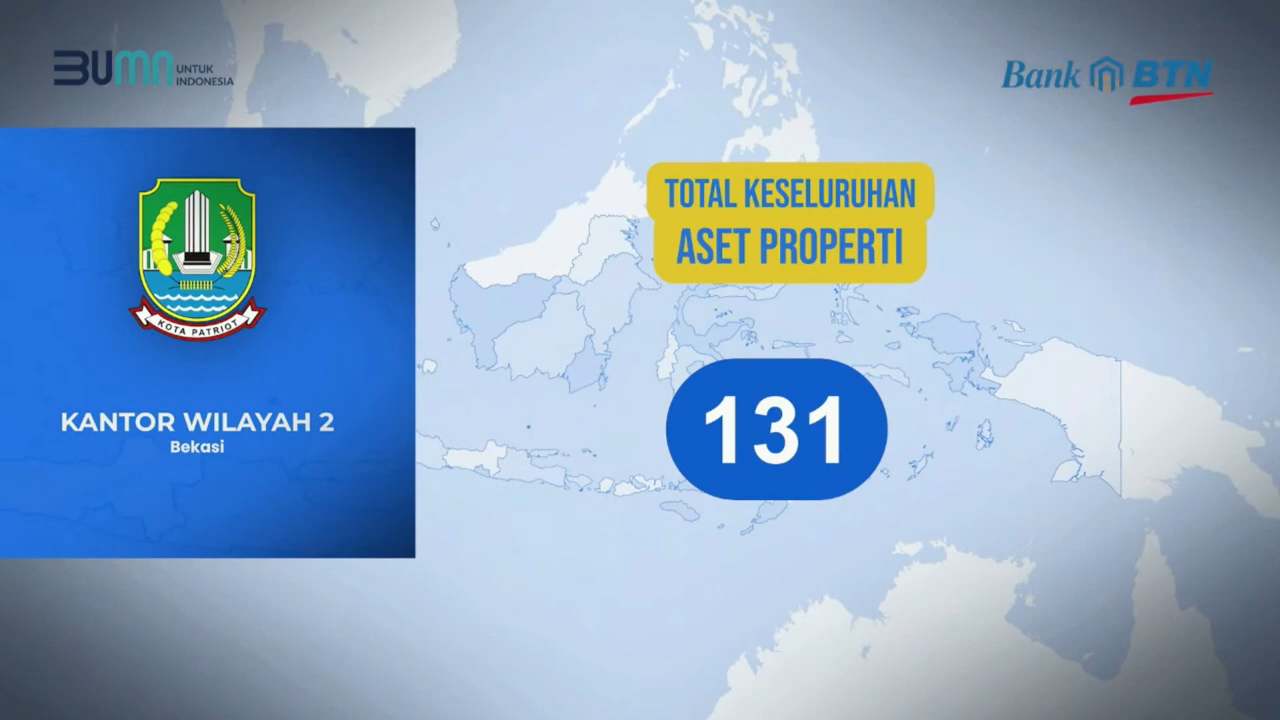 BUMN UNTUK
INDONESIA
Bank BTN
KOTA PATRIOT
KANTOR WILAYAH 2
Bekasi
TOTAL KESELURUHAN
ASET PROPERTI
131